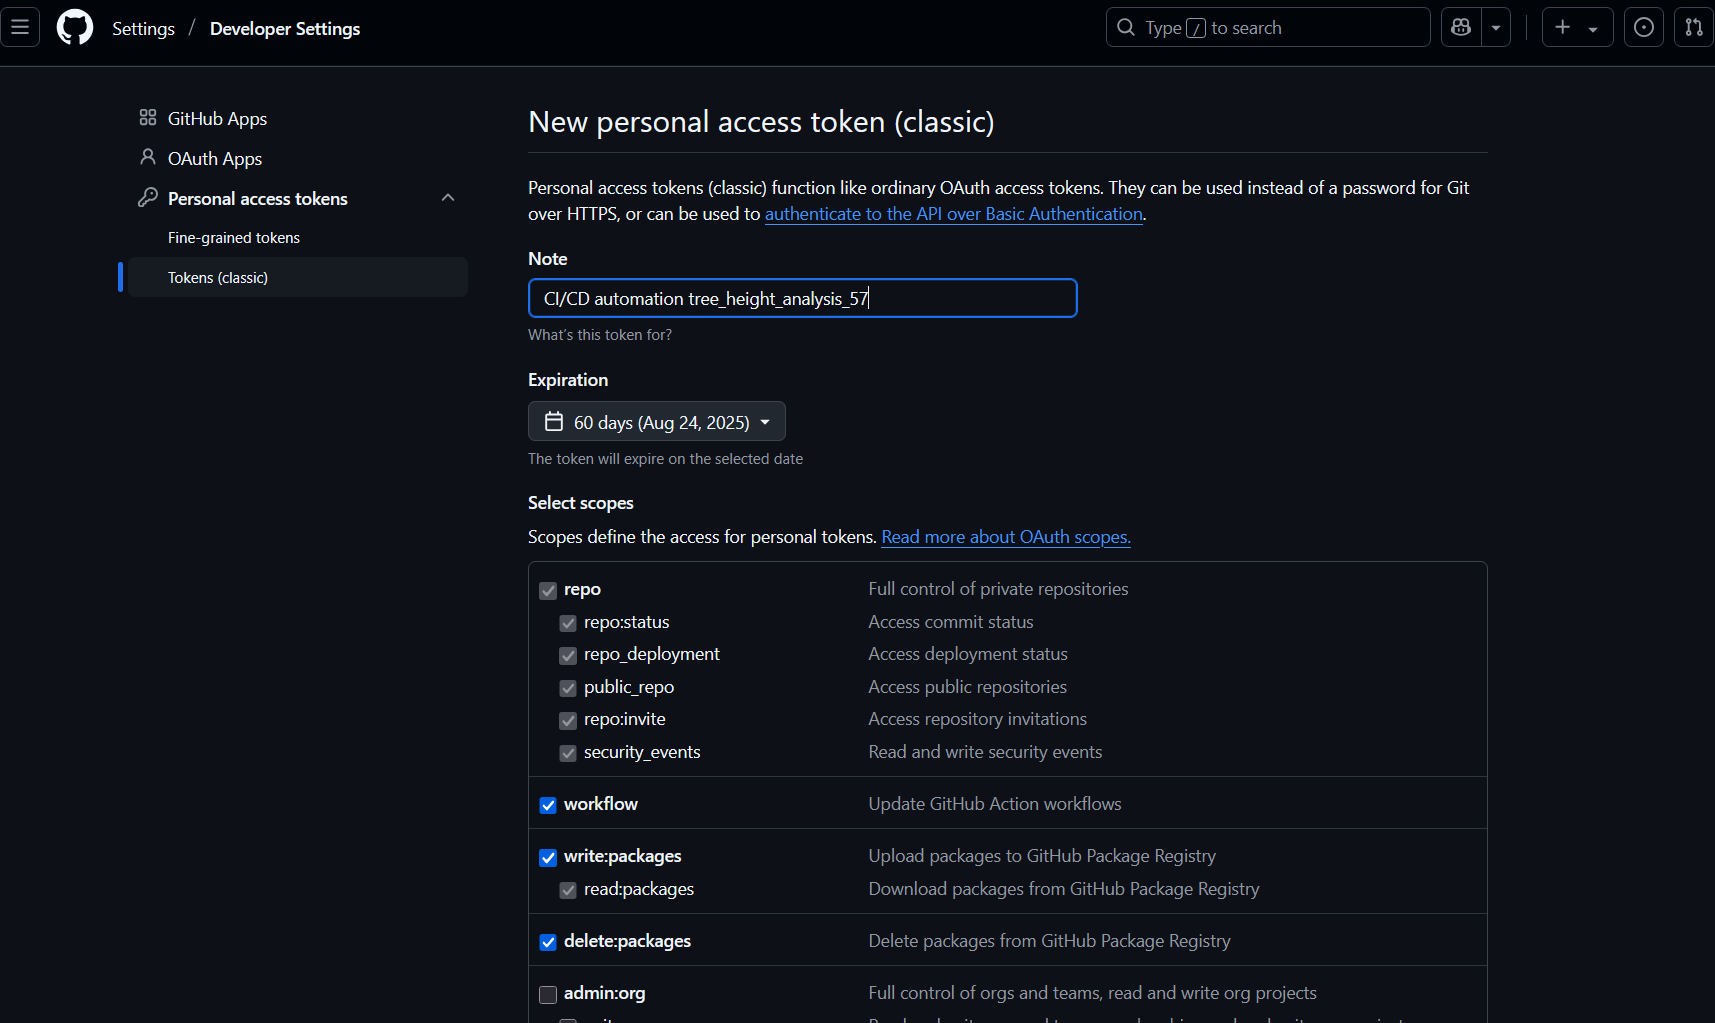 Settings / Developer Settings
Type / to search
GitHub Apps
OAuth Apps
Personal access tokens
Fine-grained tokens
Tokens (classic)
New personal access token (classic)
Personal access tokens (classic) function like ordinary OAuth access tokens. They can be used instead of a password for Git
over HTTPS, or can be used to authenticate to the API over Basic Authentication.
Note
CI/CD automation tree_height_analysis_57
What's this token for?
Expiration
60 days (Aug 24, 2025)
The token will expire on the selected date
Select scopes
Scopes define the access for personal tokens. Read more about OAuth scopes.
repo Full control of private repositories
repo:status Access commit status
repo_deployment Access deployment status
public_repo Access public repositories
repo:invite Access repository invitations
security_events Read and write security events
workflow Update GitHub Action workflows
write:packages Upload packages to GitHub Package Registry
read:packages Download packages from GitHub Package Registry
delete:packages Delete packages from GitHub Package Registry
admin:org Full control of orgs and teams, read and write org projects